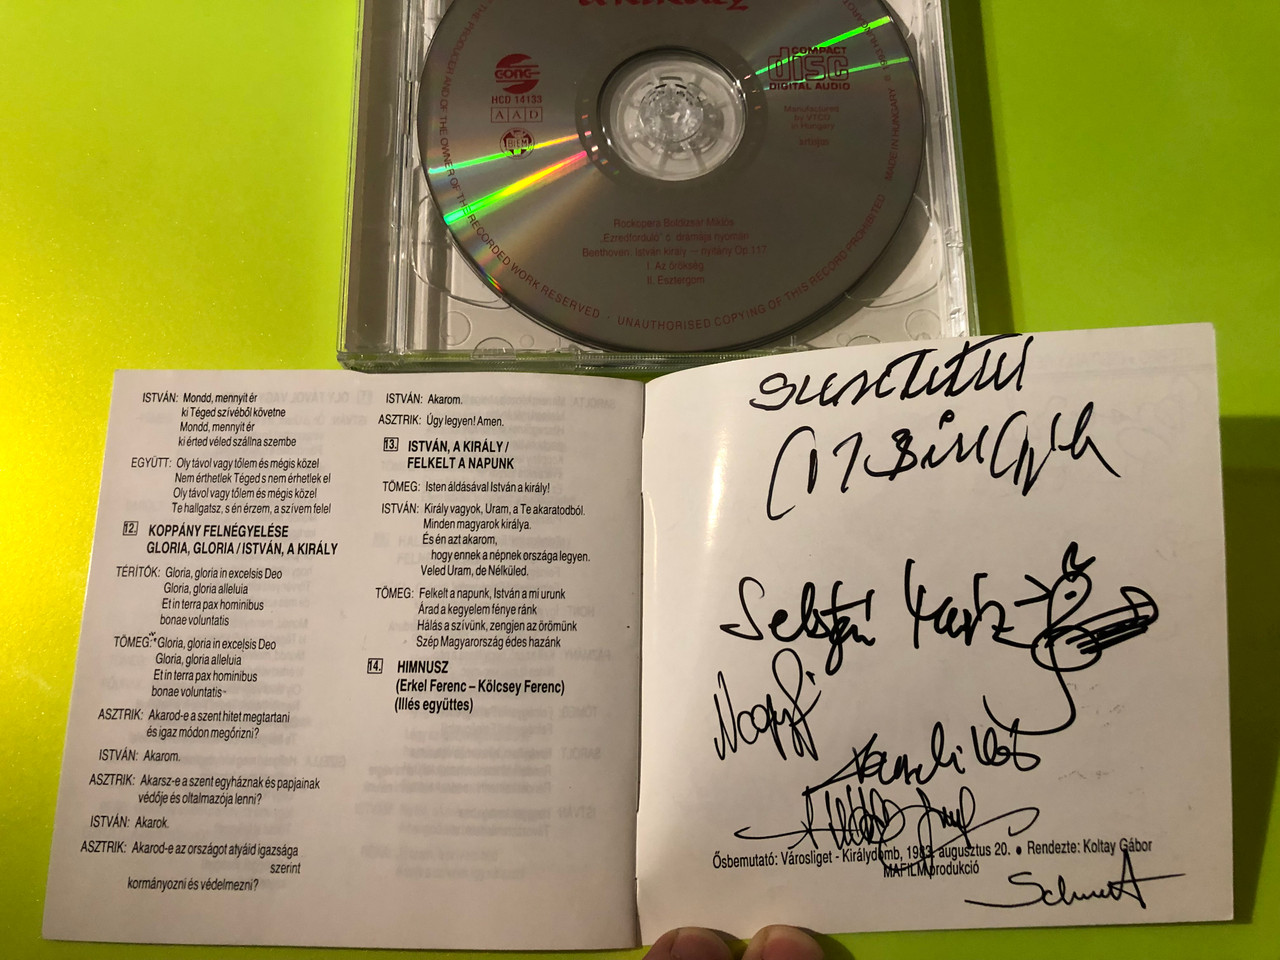 THE PRODUCER AND OF THE OWNER OF THE RECORDED WORK RESERVED · UNAUTHORISED COPYING OF THIS RECORD PROHIBITED
MADE IN HUNGARY
GONG
HCD 14133
A A D
BIEM
COMPACT
disc
DIGITAL AUDIO
Manufactured
by VTCD
in Hungary
Rockopera Boldizsár Miklós
„Ezredforduló” c. drámája nyomán
Beethoven: István király — nyitány Op.117
I. Az örökség
II. Esztergom
ISTVÁN: Mondd, mennyit ér
ki Téged szívéből követne
Mondd, mennyit ér
ki érted véled szállna szembe
EGYÜTT: Oly távol vagy tőlem és mégis közel
Nem érthetlek Téged s nem érhetlek el
Oly távol vagy tőlem és mégis közel
Te hallgatsz, s én érzem, a szívem felel
12. KOPPÁNY FELNÉGYELÉSE
GLORIA, GLORIA / ISTVÁN, A KIRÁLY
TÉRÍTŐK: Gloria, gloria in excelsis Deo
Gloria, gloria alleluia
Et in terra pax hominibus
bonae voluntatis
TÖMEG: Gloria, gloria in excelsis Deo
Gloria, gloria alleluia
Et in terra pax hominibus
bonae voluntatis
ASZTRIK: Akarod-e a szent hitet megtartani
és igaz módon megőrizni?
ISTVÁN: Akarom.
ASZTRIK: Akarsz-e a szent egyháznak és papjainak
védője és oltalmazója lenni?
ISTVÁN: Akarok.
ASZTRIK: Akarod-e az országot atyáid igazsága
szerint
kormányozni és védelmezni?
ISTVÁN: Akarom.
ASZTRIK: Úgy legyen! Amen.
13. ISTVÁN, A KIRÁLY /
FELKELT A NAPUNK
TÖMEG: Isten áldásával István a király!
ISTVÁN: Király vagyok, Uram, a Te akaratodból.
Minden magyarok királya.
És én azt akarom,
hogy ennek a népnek országa legyen.
Veled Uram, de Nélküled.
TÖMEG: Felkelt a napunk, István a mi urunk
Árad a kegyelem fénye ránk
Hálás a szívünk, zengjen az örömünk
Szép Magyarország édes hazánk
14. HIMNUSZ
(Erkel Ferenc – Kölcsey Ferenc)
(Illés együttes)
Ősbemutató: Városliget - Királydomb, 1983. augusztus 20. • Rendezte: Koltay Gábor
MAFILM produkció